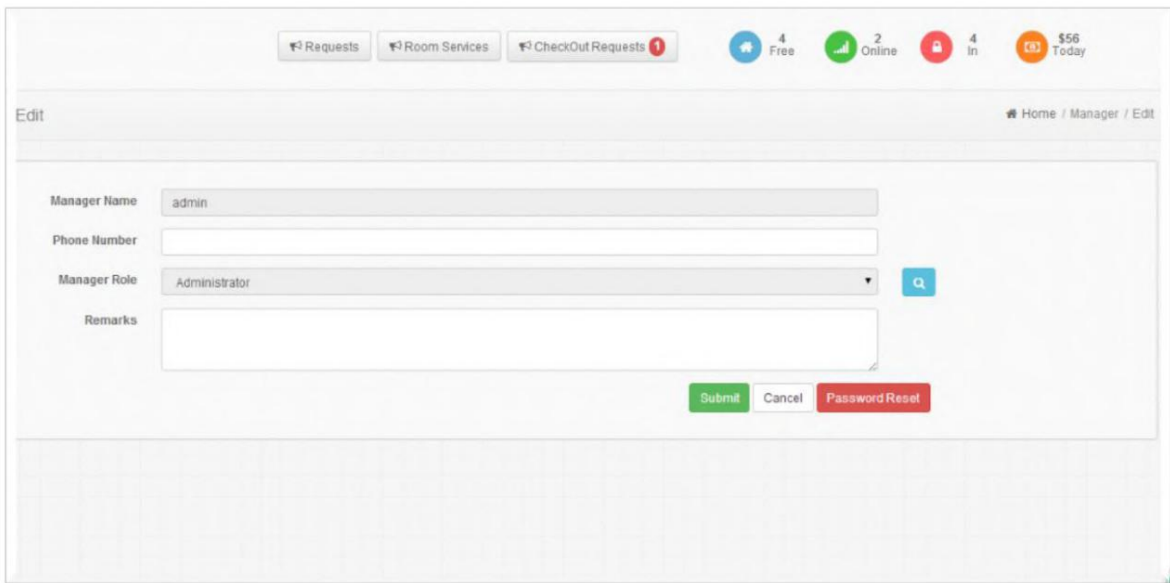 Requests
Room Services
CheckOut Requests 1
4
Free
2
Online
4
In
$56
Today
Edit
Home / Manager / Edit
Manager Name
admin
Phone Number
Manager Role
Administrator
Remarks
Submit
Cancel
Password Reset